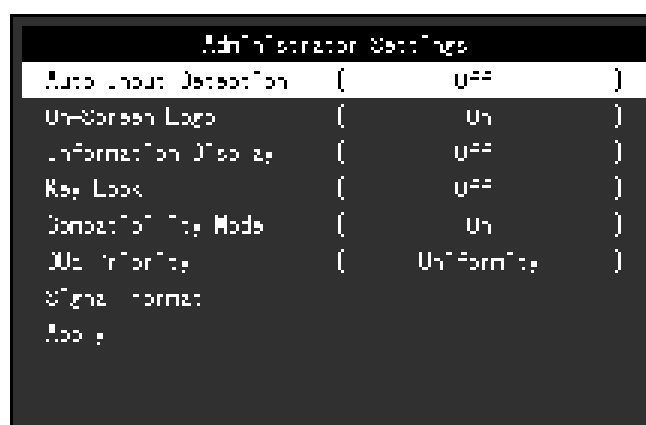 Administrator Settings
Auto Input Detection ( Off )
On-Screen Logo ( On )
Information Display ( Off )
Key Lock ( Off )
Compatibility Mode ( On )
DUE Priority ( Uniformity )
Signal Format
Apply